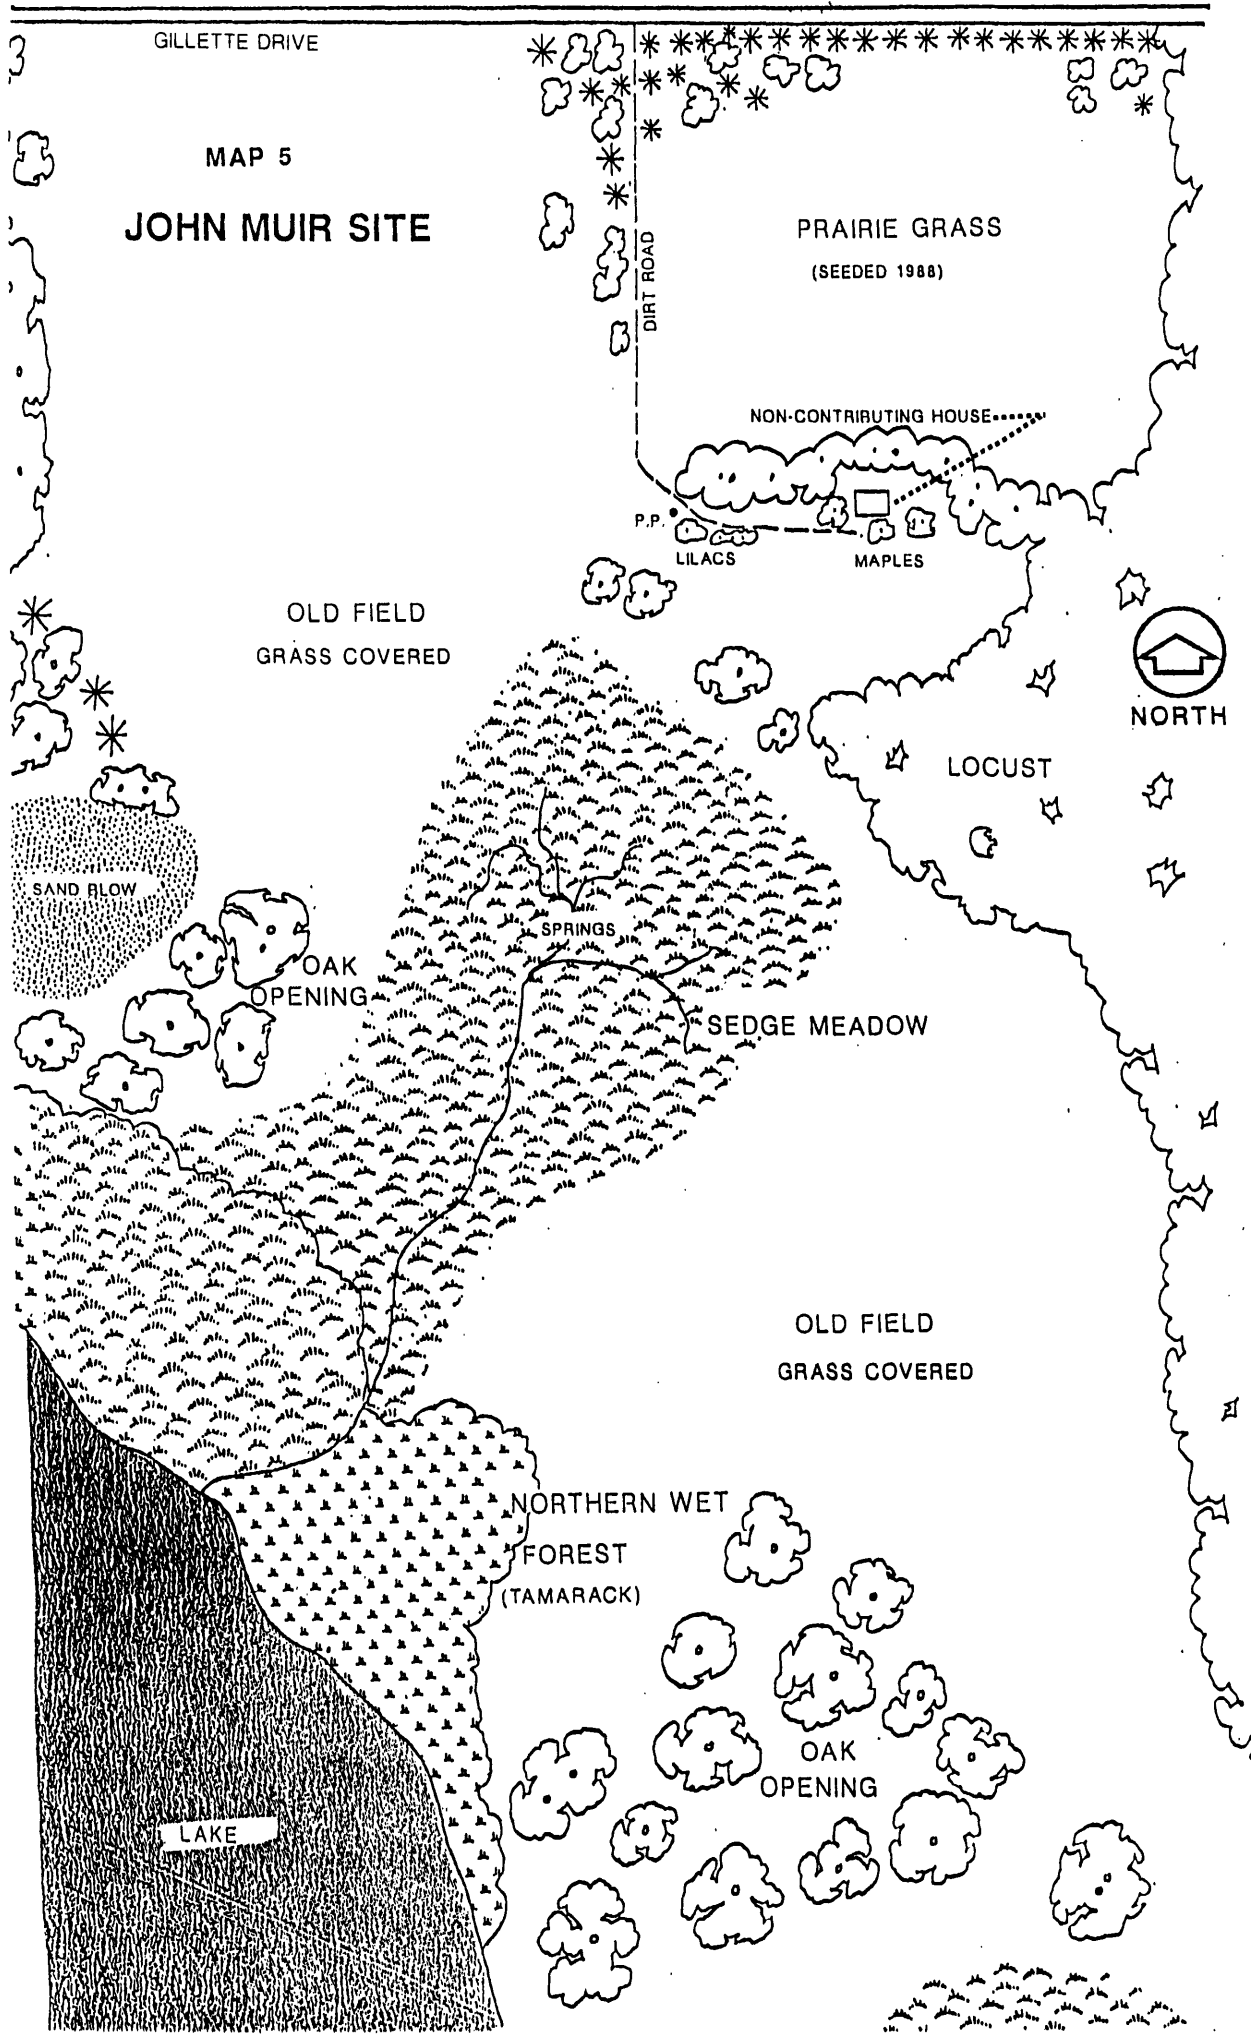 GILLETTE DRIVE
MAP 5
JOHN MUIR SITE
DIRT ROAD
PRAIRIE GRASS
(SEEDED 1988)
NON-CONTRIBUTING HOUSE
P.P.
LILACS
MAPLES
OLD FIELD
GRASS COVERED
NORTH
LOCUST
SAND BLOW
SPRINGS
OAK
OPENING
SEDGE MEADOW
OLD FIELD
GRASS COVERED
NORTHERN WET
FOREST
(TAMARACK)
OAK
OPENING
LAKE